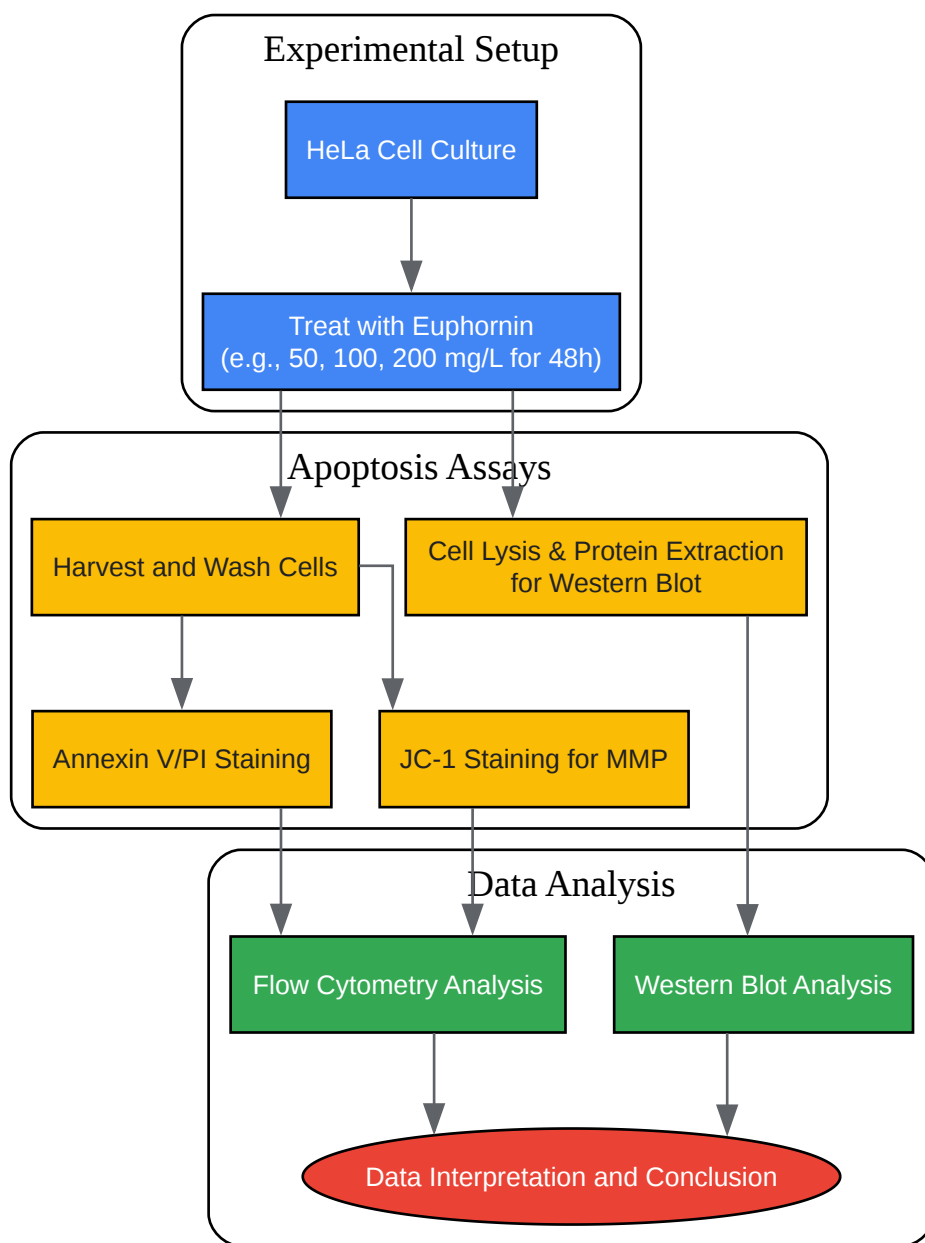 Experimental Setup
HeLa Cell Culture
Treat with Euphornin
(e.g., 50, 100, 200 mg/L for 48h)
Apoptosis Assays
Harvest and Wash Cells
Cell Lysis & Protein Extraction
for Western Blot
Annexin V/PI Staining
JC-1 Staining for MMP
Data Analysis
Flow Cytometry Analysis
Western Blot Analysis
Data Interpretation and Conclusion